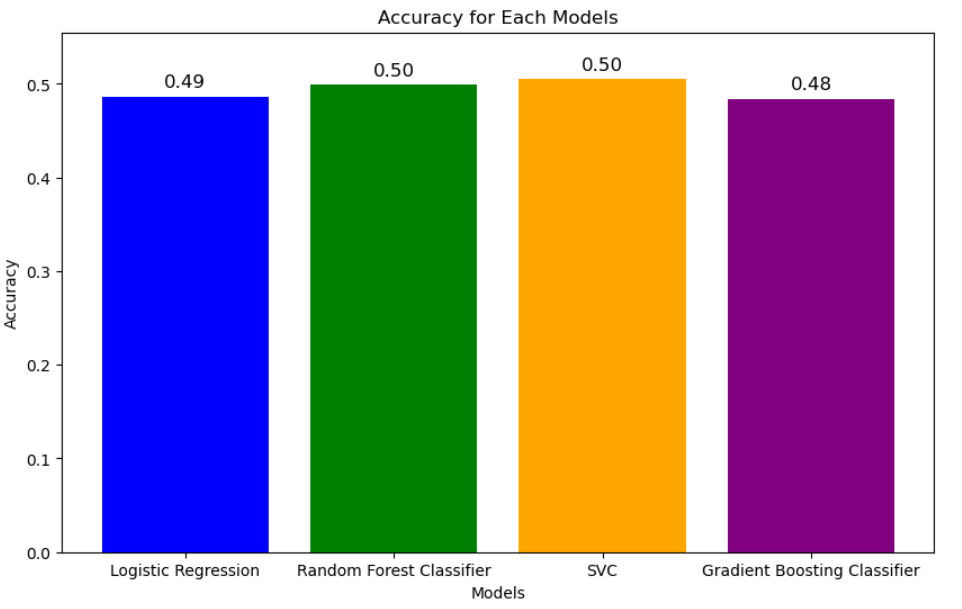 Accuracy for Each Models
0.49
0.50
0.50
0.48
Accuracy
0.5
0.4
0.3
0.2
0.1
0.0
Logistic Regression
Random Forest Classifier
SVC
Gradient Boosting Classifier
Models